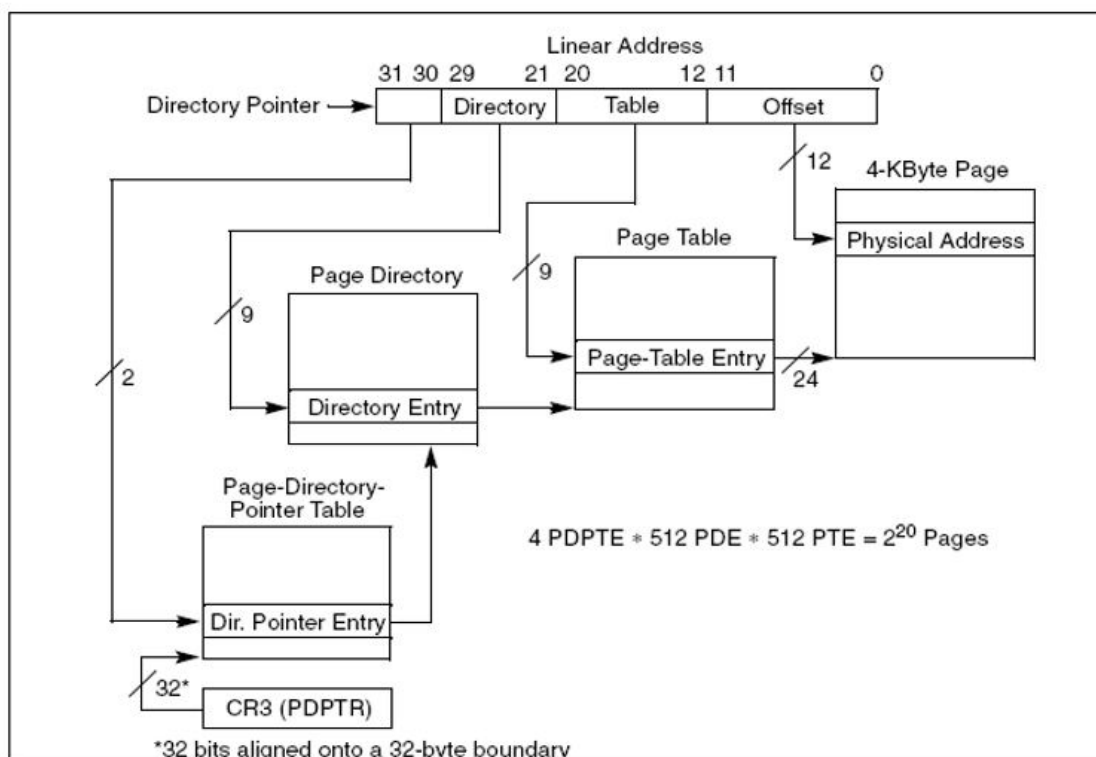 Linear Address
31 30 29 21 20 12 11 0
Directory Pointer Directory Table Offset
12
4-KByte Page
Physical Address
Page Table
9
Page-Table Entry
24
Page Directory
9
Directory Entry
2
Page-Directory-
Pointer Table
4 PDPTE * 512 PDE * 512 PTE = 2^20 Pages
Dir. Pointer Entry
32*
CR3 (PDPTR)
*32 bits aligned onto a 32-byte boundary